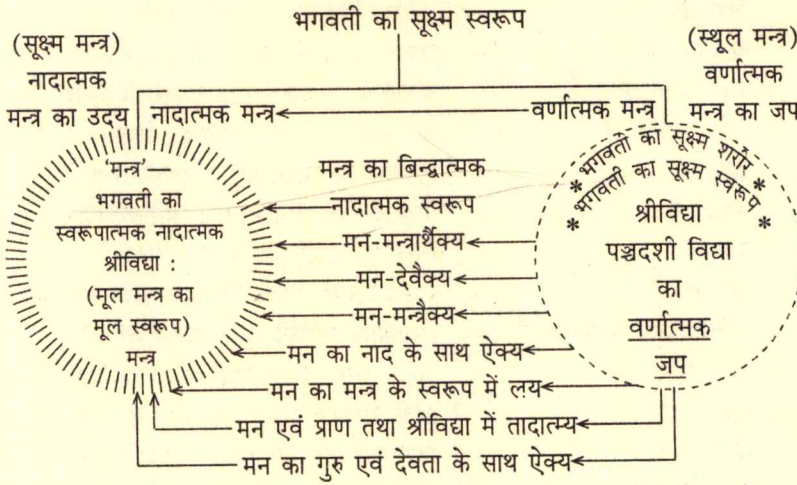 भगवती का सूक्ष्म स्वरूप
(सूक्ष्म मन्त्र)
नादात्मक
मन्त्र का उदय
(स्थूल मन्त्र)
वर्णात्मक
मन्त्र का जप
नादात्मक मन्त्र
वर्णात्मक मन्त्र
'मन्त्र'—
भगवती का
स्वरूपात्मक नादात्मक
श्रीविद्या :
(मूल मन्त्र का
मूल स्वरूप)
मन्त्र
मन्त्र का बिन्द्वात्मक
नादात्मक स्वरूप
मन-मन्त्रार्थैक्य
मन-देवैक्य
मन-मन्त्रैक्य
मन का नाद के साथ ऐक्य
मन का मन्त्र के स्वरूप में लय
मन एवं प्राण तथा श्रीविद्या में तादात्म्य
मन का गुरु एवं देवता के साथ ऐक्य
*भगवती का सूक्ष्म शरीर*
*भगवती का सूक्ष्म स्वरूप*
श्रीविद्या
पञ्चदशी विद्या
का
वर्णात्मक
जप